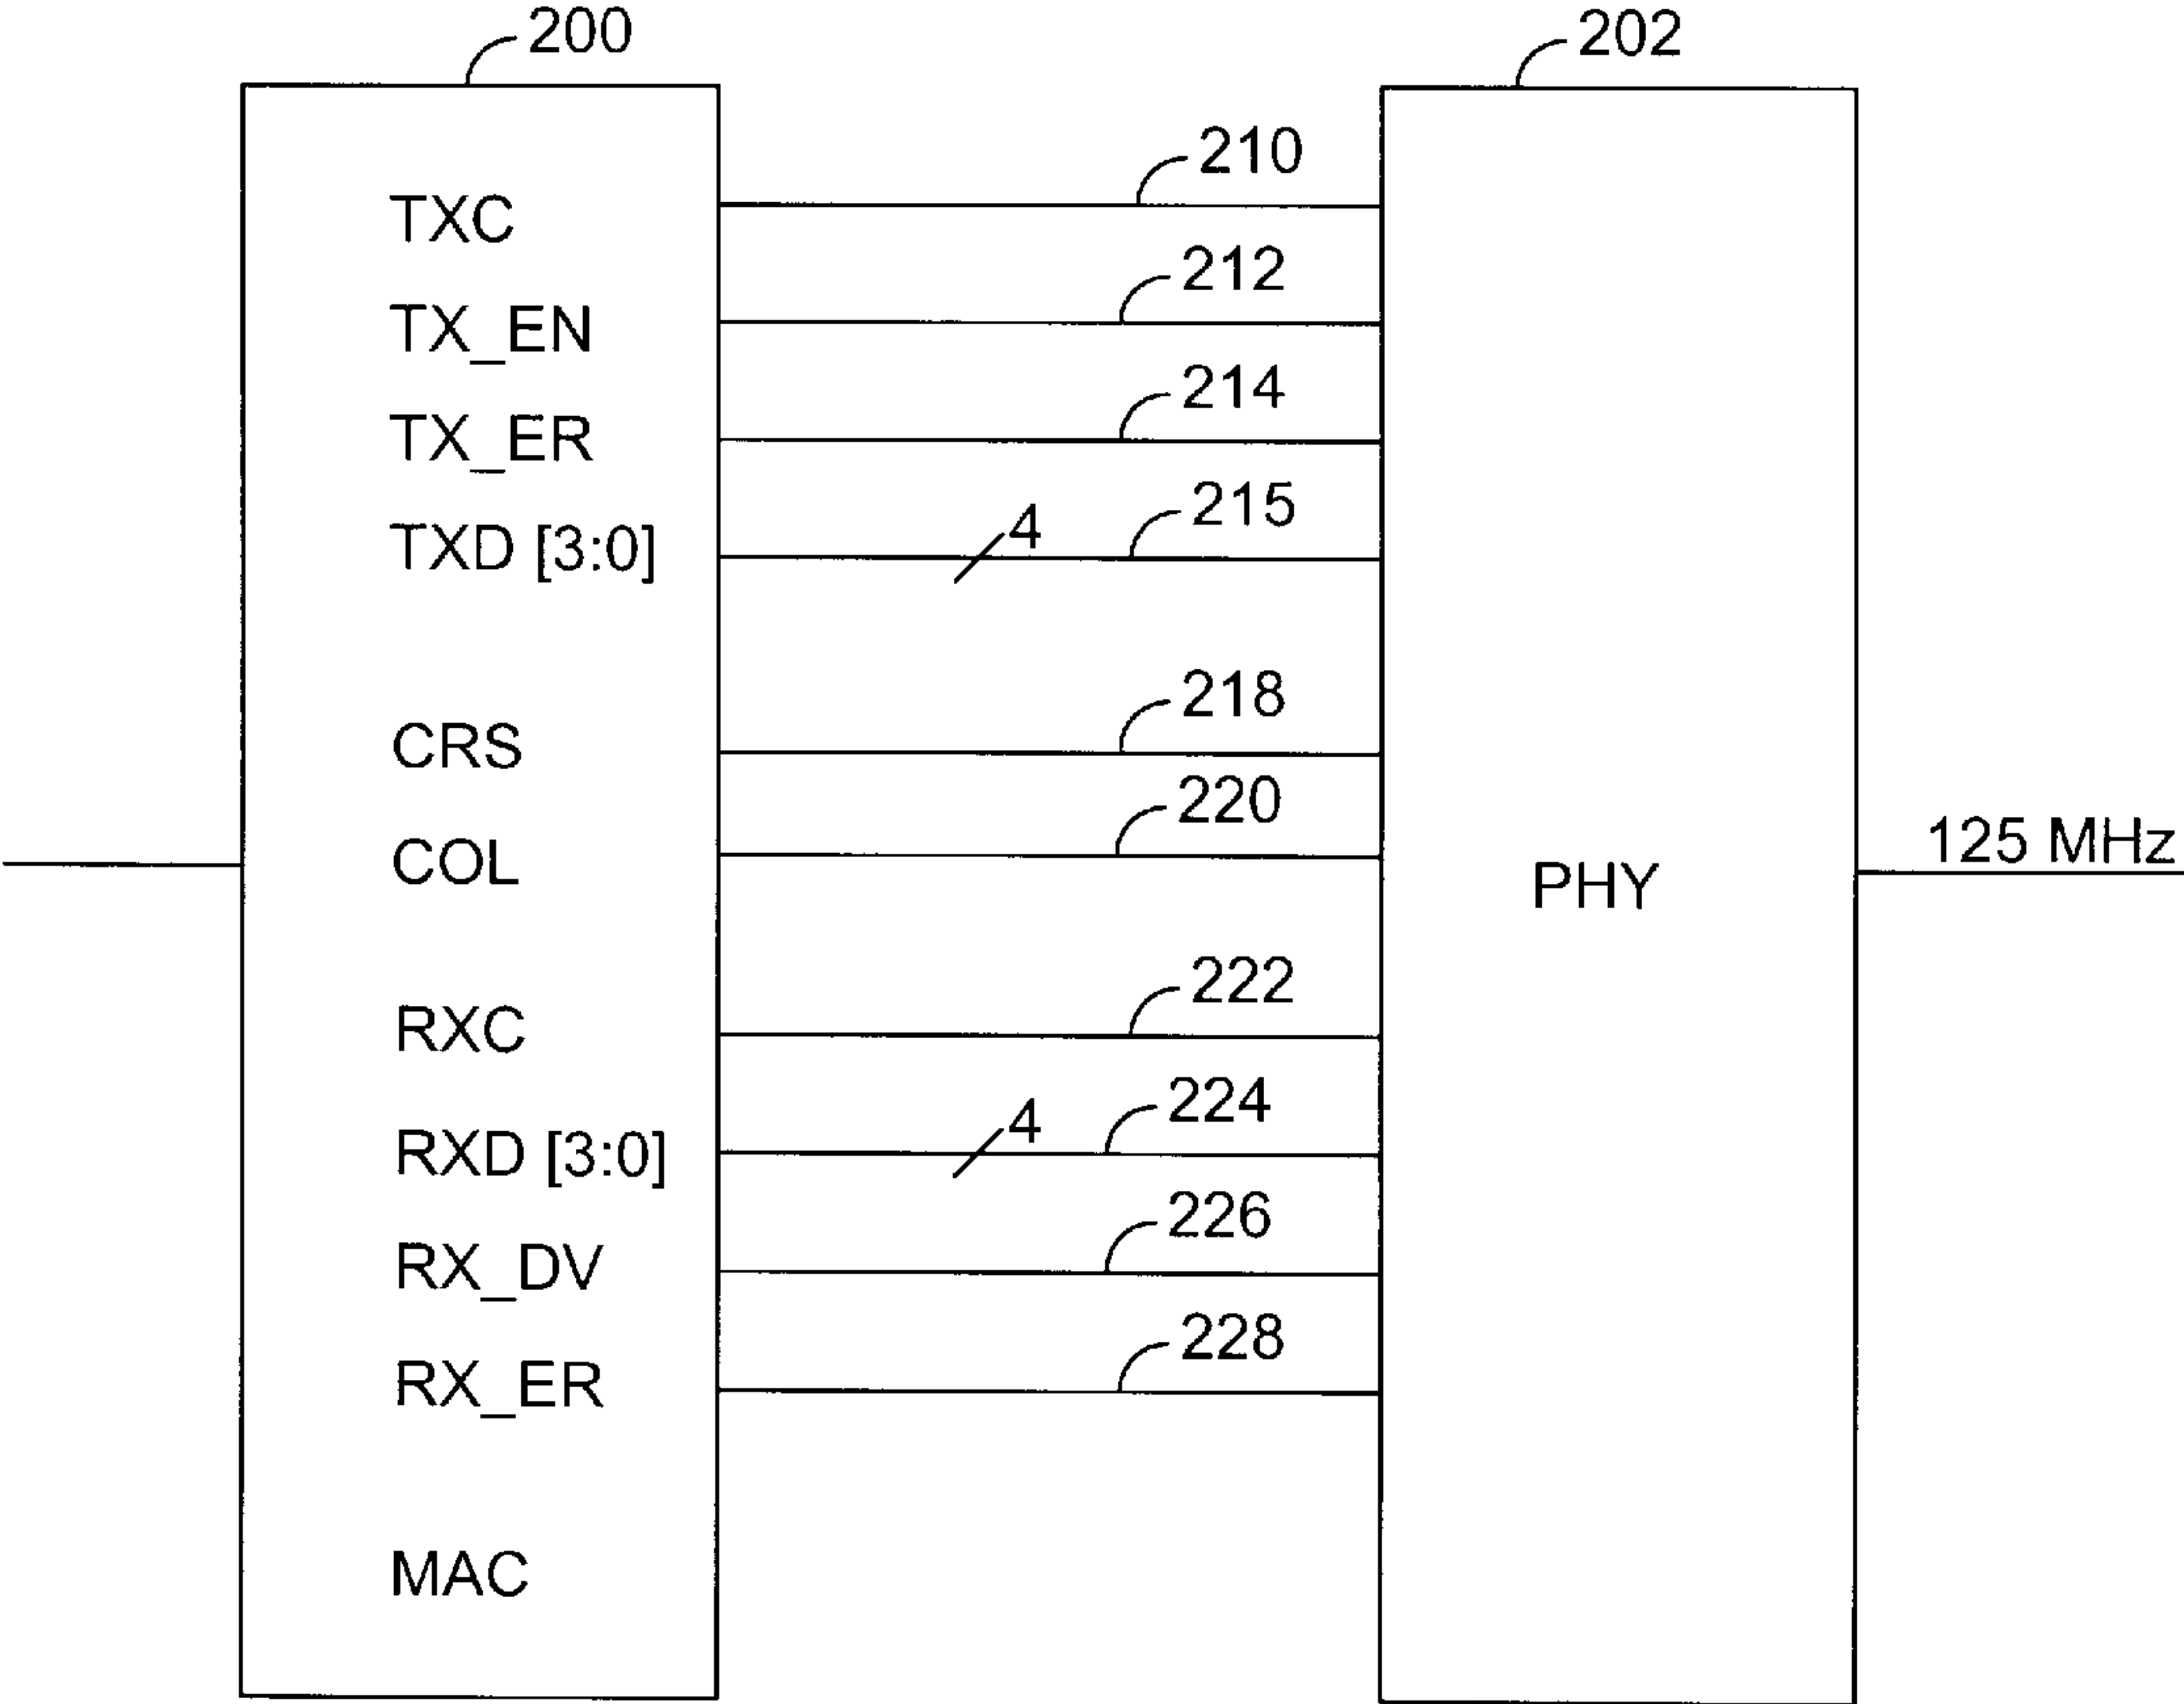 200
202
210
TXC
212
TX_EN
214
TX_ER
215
4
TXD [3:0]
218
CRS
220
COL
125 MHz
PHY
222
RXC
224
4
RXD [3:0]
226
RX_DV
228
RX_ER
MAC